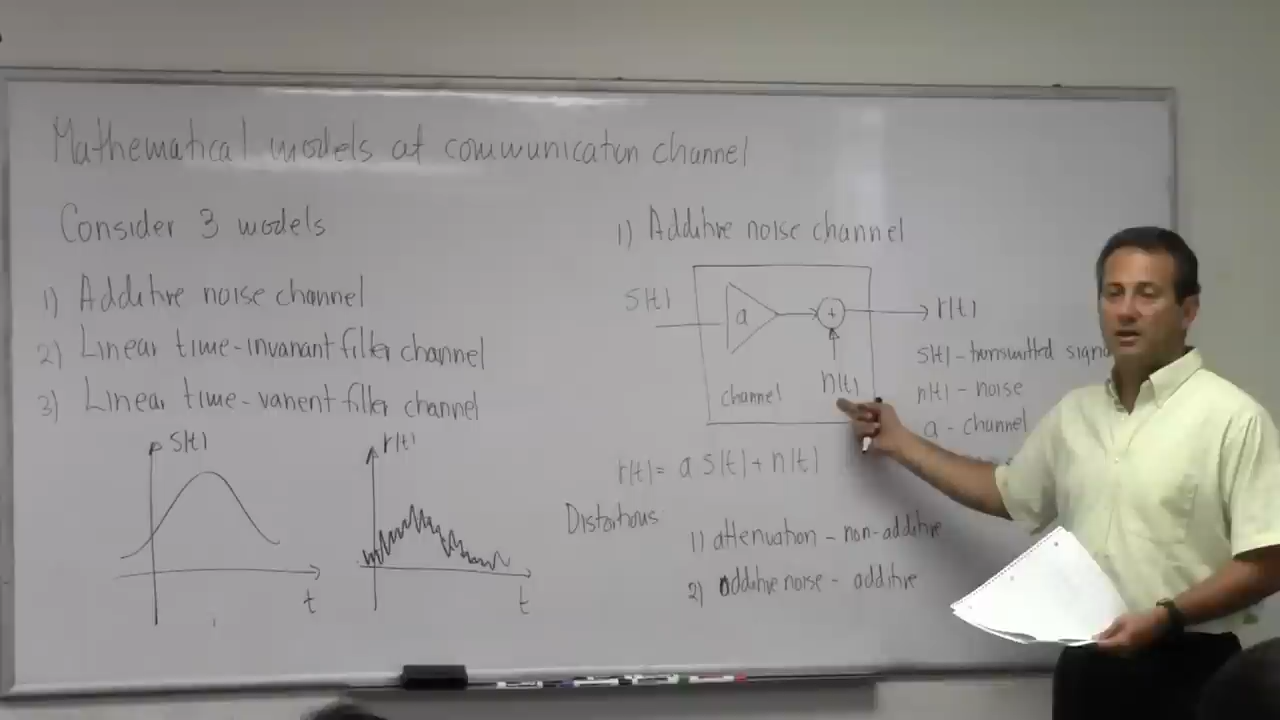 Mathematical models at communication channel
Consider 3 models
1) Additive noise channel
2) Linear time-invariant filter channel
3) Linear time-varient filter channel
S(t)
t
r(t)
t
1) Additive noise channel
S(t)
a
+
r(t)
n(t)
channel
S(t) - transmitted signa
n(t) - noise
a - channel
r(t) = a S(t) + n(t)
Distortions
1) attenuation - non-additive
2) additive noise - additive